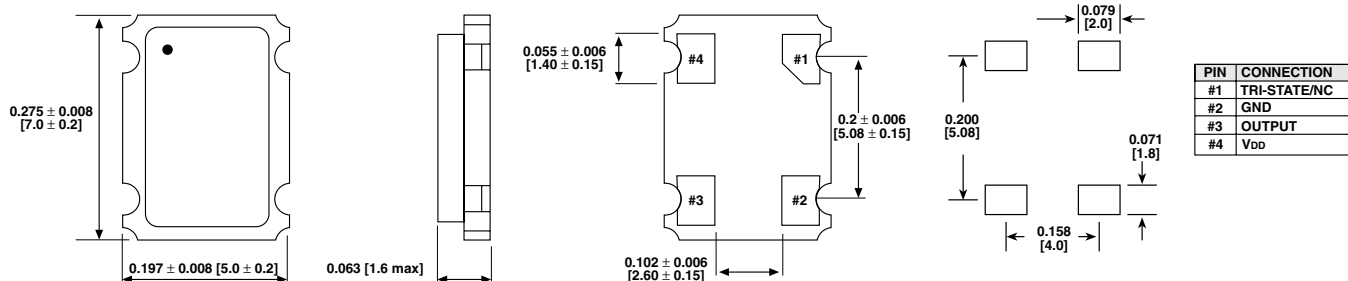 0.275 ± 0.008
[7.0 ± 0.2]
0.197 ± 0.008 [5.0 ± 0.2]
0.063 [1.6 max]
0.055 ± 0.006
[1.40 ± 0.15]
#4
#1
#3
#2
0.2 ± 0.006
[5.08 ± 0.15]
0.102 ± 0.006
[2.60 ± 0.15]
0.079
[2.0]
0.200
[5.08]
0.071
[1.8]
0.158
[4.0]
PIN CONNECTION
#1 TRI-STATE/NC
#2 GND
#3 OUTPUT
#4 VDD